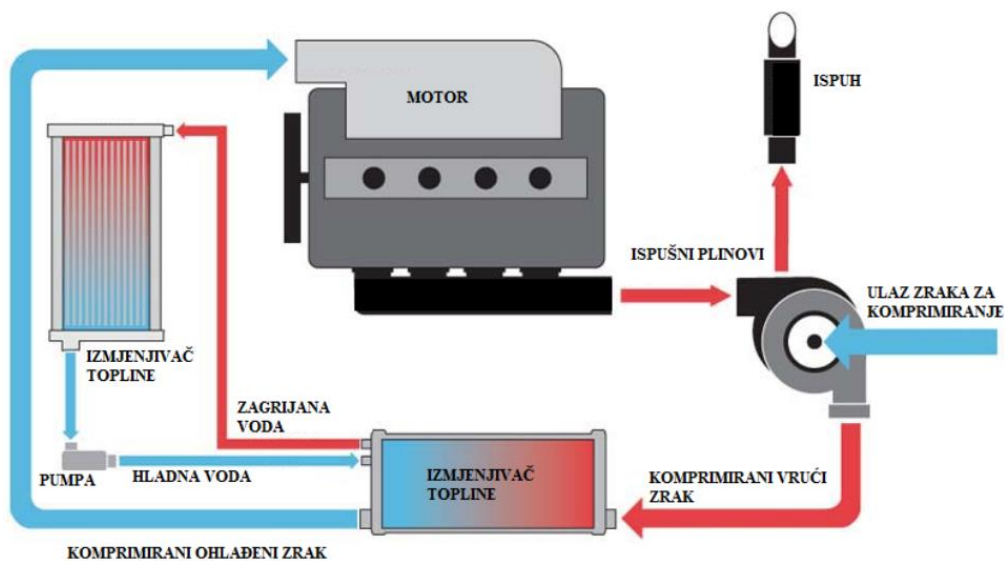 MOTOR
ISPUH
ISPUŠNI PLINOVI
ULAZ ZRAKA ZA
KOMPRIMIRANJE
IZMJENJIVAČ
TOPLINE
ZAGRIJANA
VODA
PUMPA
HLADNA VODA
IZMJENJIVAČ
TOPLINE
KOMPRIMIRANI VRUĆI
ZRAK
KOMPRIMIRANI OHLAĐENI ZRAK